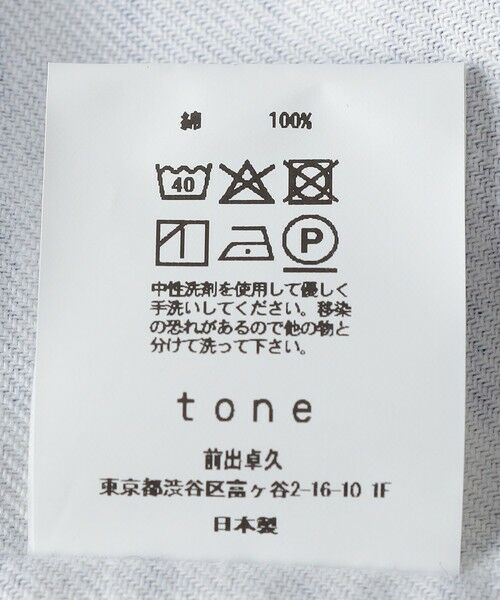 綿 100%
40
P
中性洗剤を使用して優しく
手洗いしてください。移染
の恐れがあるので他の物と
分けて洗って下さい。
tone
前出卓久
東京都渋谷区富ヶ谷2-16-10 1F
日本製